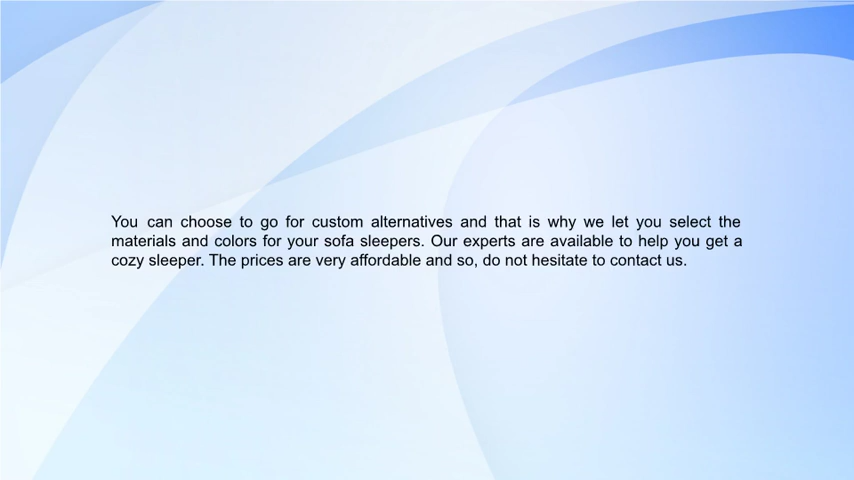 You can choose to go for custom alternatives and that is why we let you select the
materials and colors for your sofa sleepers. Our experts are available to help you get a
cozy sleeper. The prices are very affordable and so, do not hesitate to contact us.